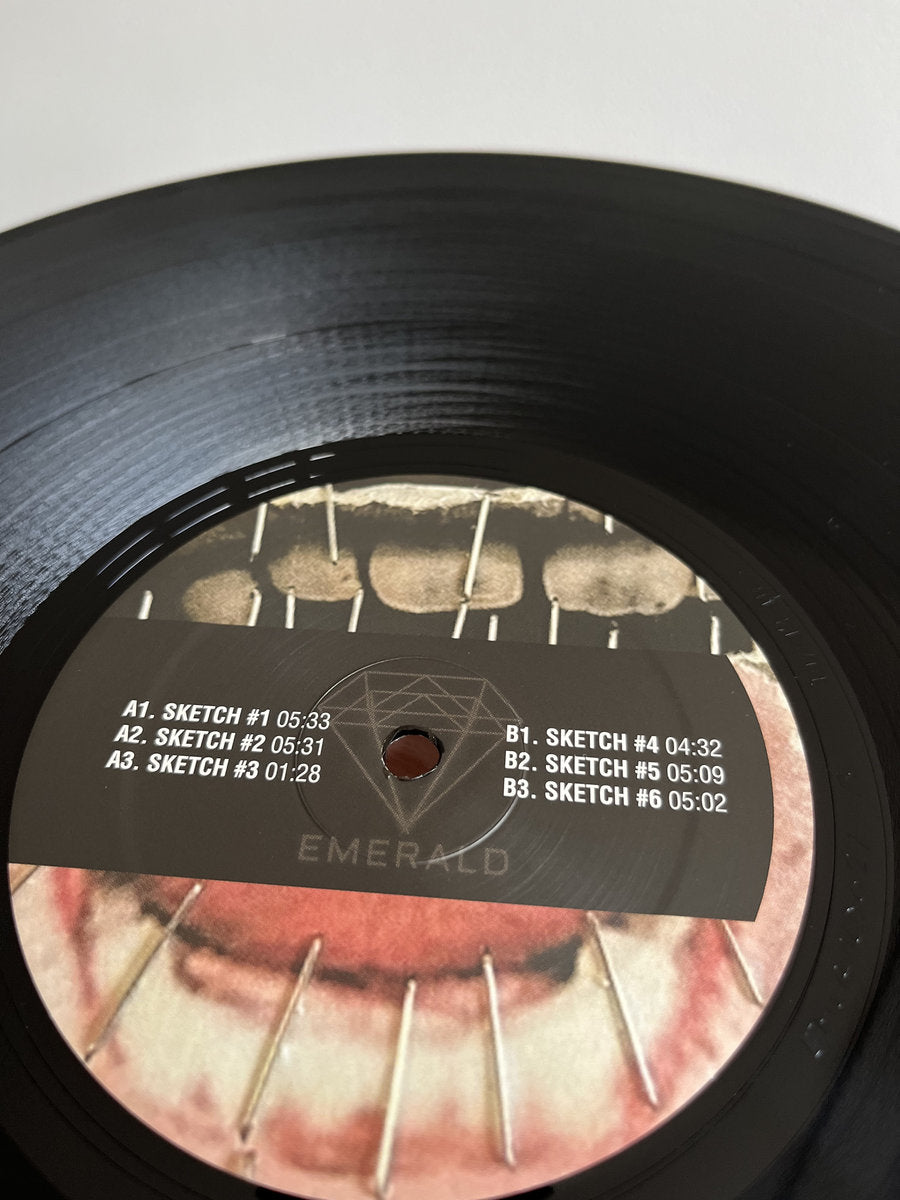 A1. SKETCH #1 05:33
A2. SKETCH #2 05:31
A3. SKETCH #3 01:28
B1. SKETCH #4 04:32
B2. SKETCH #5 05:09
B3. SKETCH #6 05:02
EMERALD